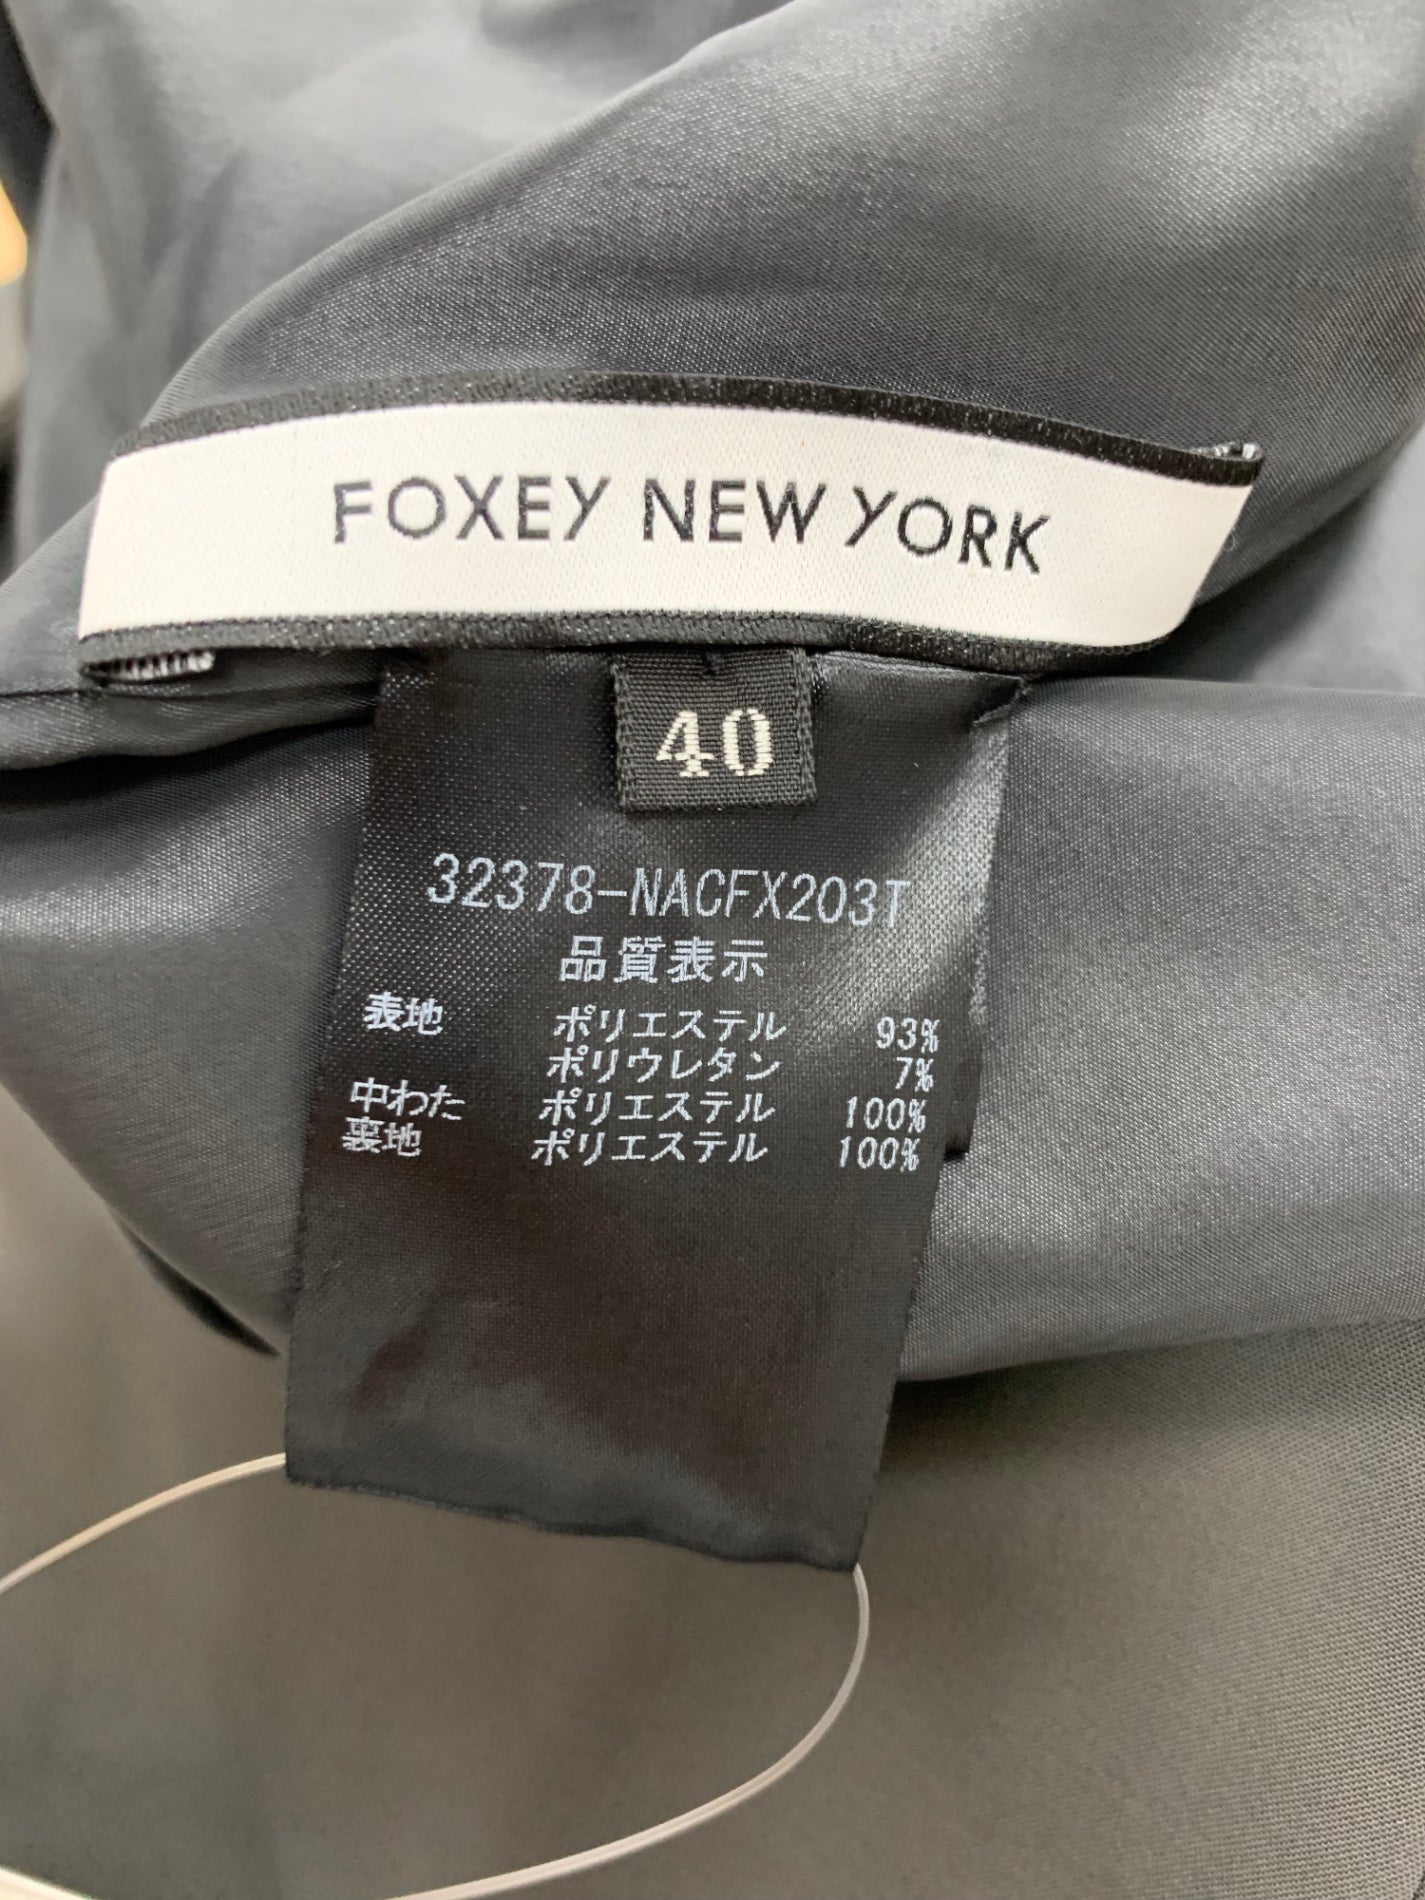 FOXEY NEW YORK
40
32378-NACFX203T
品質表示
表地 ポリエステル 93%
ポリウレタン 7%
中わた ポリエステル 100%
裏地 ポリエステル 100%